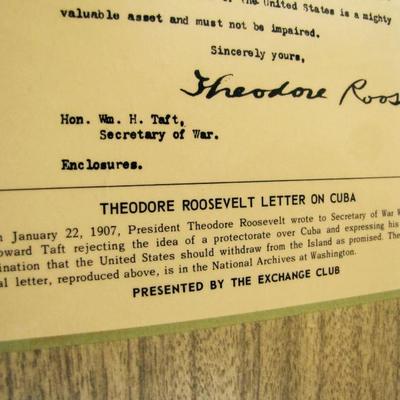 the United States is a mighty
valuable asset and must not be impaired.
Sincerely yours,
Theodore Roos
Hon. Wm. H. Taft,
Secretary of War.
Enclosures.
THEODORE ROOSEVELT LETTER ON CUBA
n January 22, 1907, President Theodore Roosevelt wrote to Secretary of War W
oward Taft rejecting the idea of a protectorate over Cuba and expressing his
ination that the United States should withdraw from the Island as promised. The
al letter, reproduced above, is in the National Archives at Washington.
PRESENTED BY THE EXCHANGE CLUB